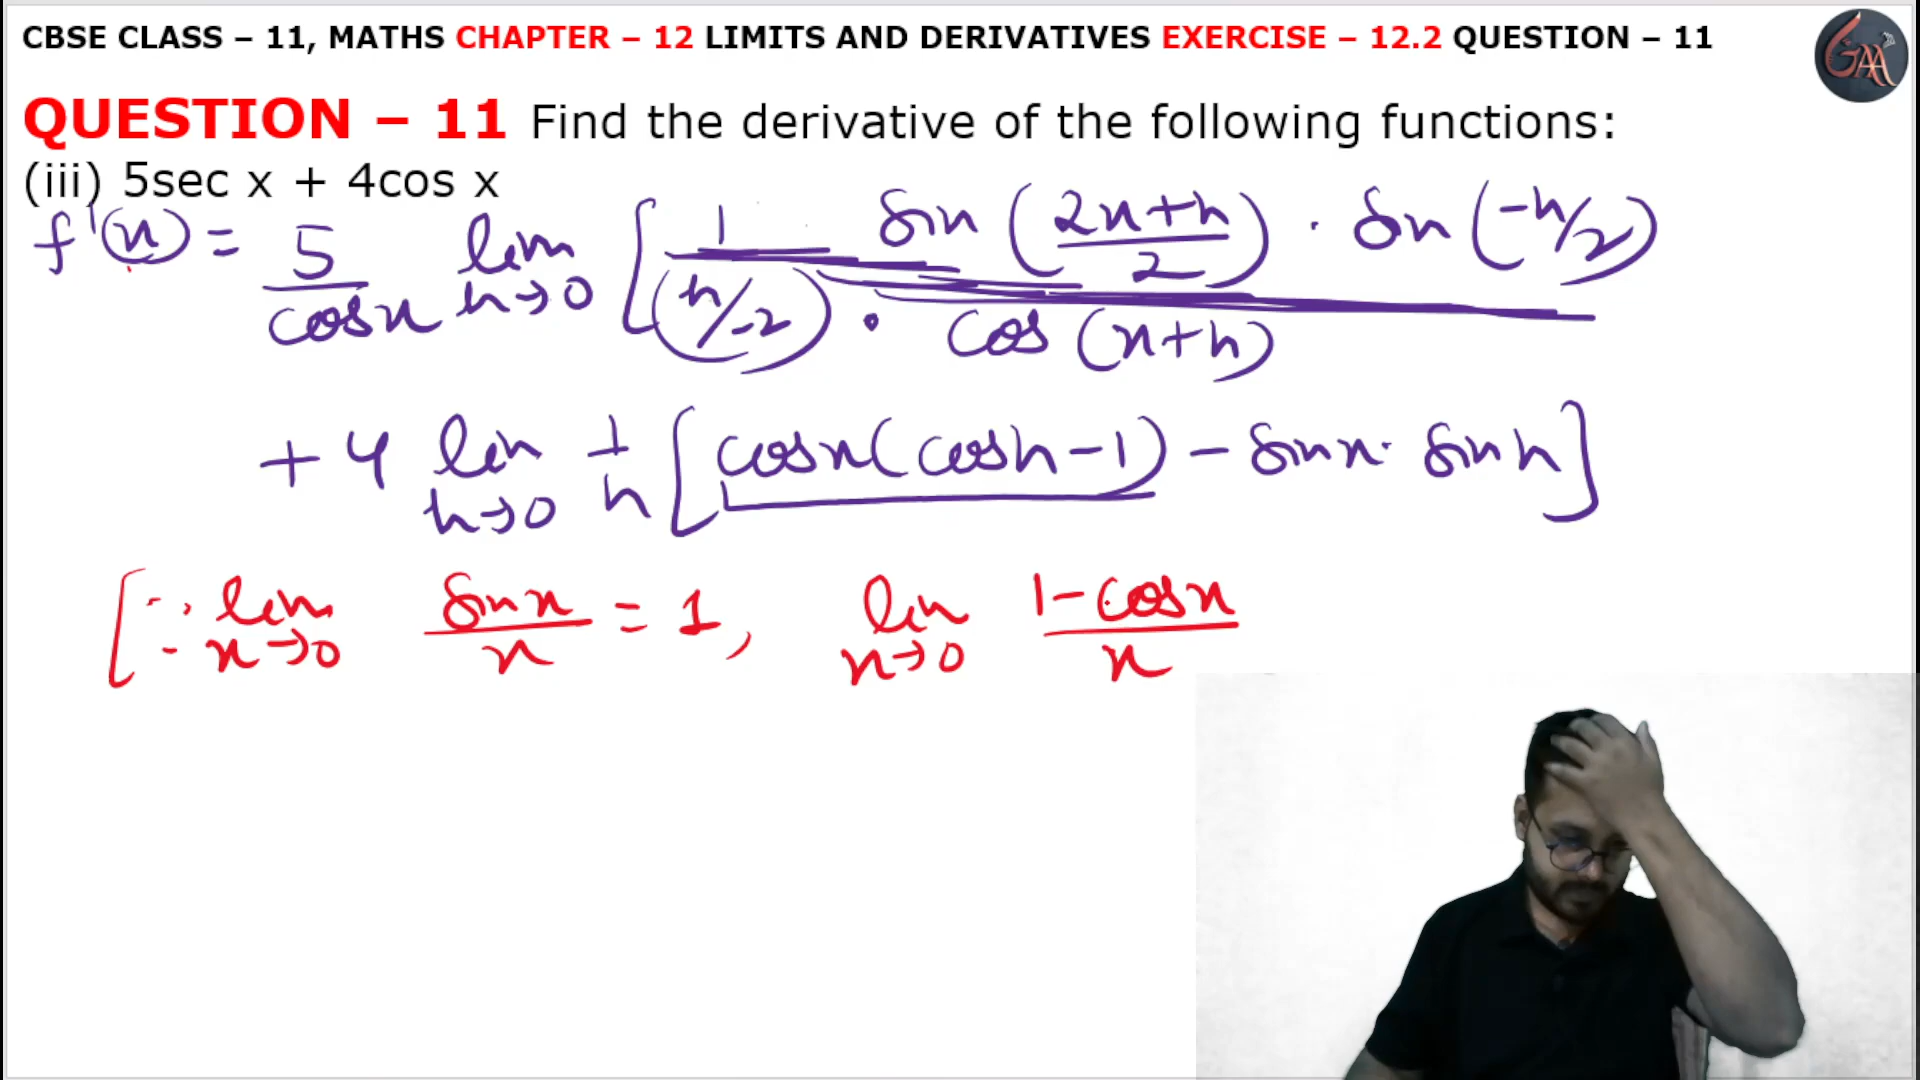 CBSE CLASS – 11, MATHS CHAPTER – 12 LIMITS AND DERIVATIVES EXERCISE – 12.2 QUESTION – 11
QUESTION – 11 Find the derivative of the following functions:
(iii) 5sec x + 4cos x
f'(x) = 5/cosx lim h→0 [ 1/(h/-2) · sin((2x+h)/2) · sin(-h/2) / cos(x+h)
+ 4 lim h→0 1/h [cosx(cosh-1) - sinx· sinh]
[∵ lim x→0 sinx/x = 1, lim x→0 1-cosx/x